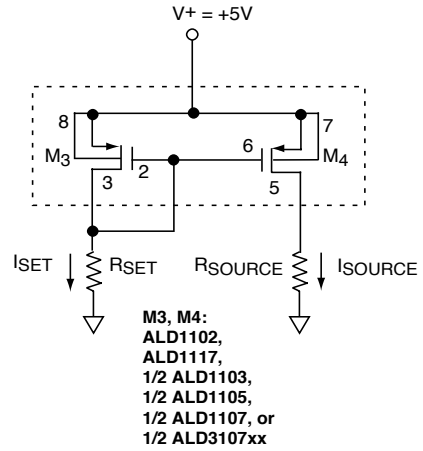 V+ = +5V
8
7
M3
3
2
6
5
M4
ISET
RSET
RSOURCE
ISOURCE
M3, M4:
ALD1102,
ALD1117,
1/2 ALD1103,
1/2 ALD1105,
1/2 ALD1107, or
1/2 ALD3107xx